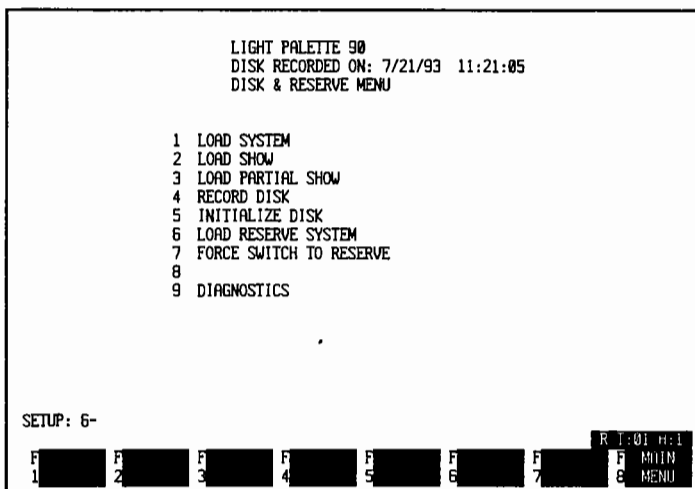 LIGHT PALETTE 90
DISK RECORDED ON: 7/21/93 11:21:05
DISK & RESERVE MENU
1 LOAD SYSTEM
2 LOAD SHOW
3 LOAD PARTIAL SHOW
4 RECORD DISK
5 INITIALIZE DISK
6 LOAD RESERVE SYSTEM
7 FORCE SWITCH TO RESERVE
8
9 DIAGNOSTICS
SETUP: 6-
R T:01 H:1
F F F F F F F F MAIN
1 2 3 4 5 6 7 8 MENU